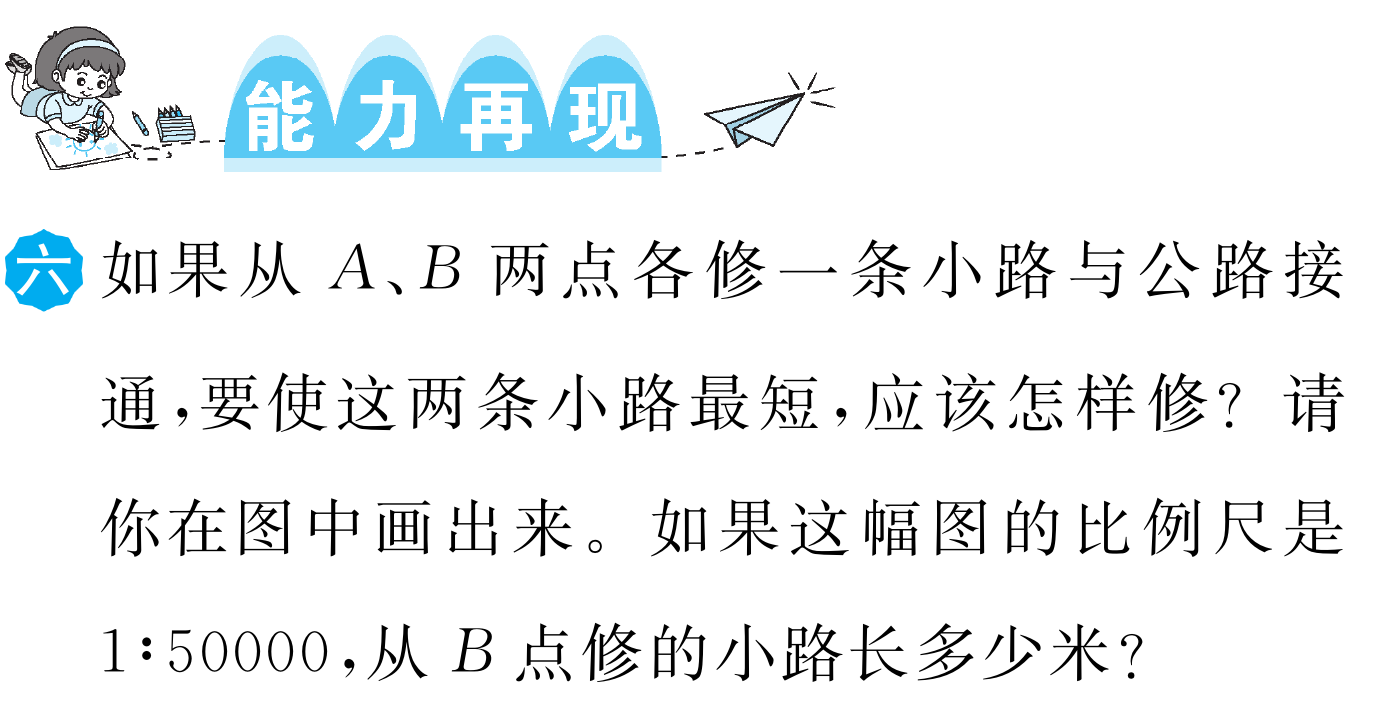 能力再现
六 如果从 A、B 两点各修一条小路与公路接
通,要使这两条小路最短,应该怎样修? 请
你在图中画出来。如果这幅图的比例尺是
1∶50000,从 B 点修的小路长多少米?